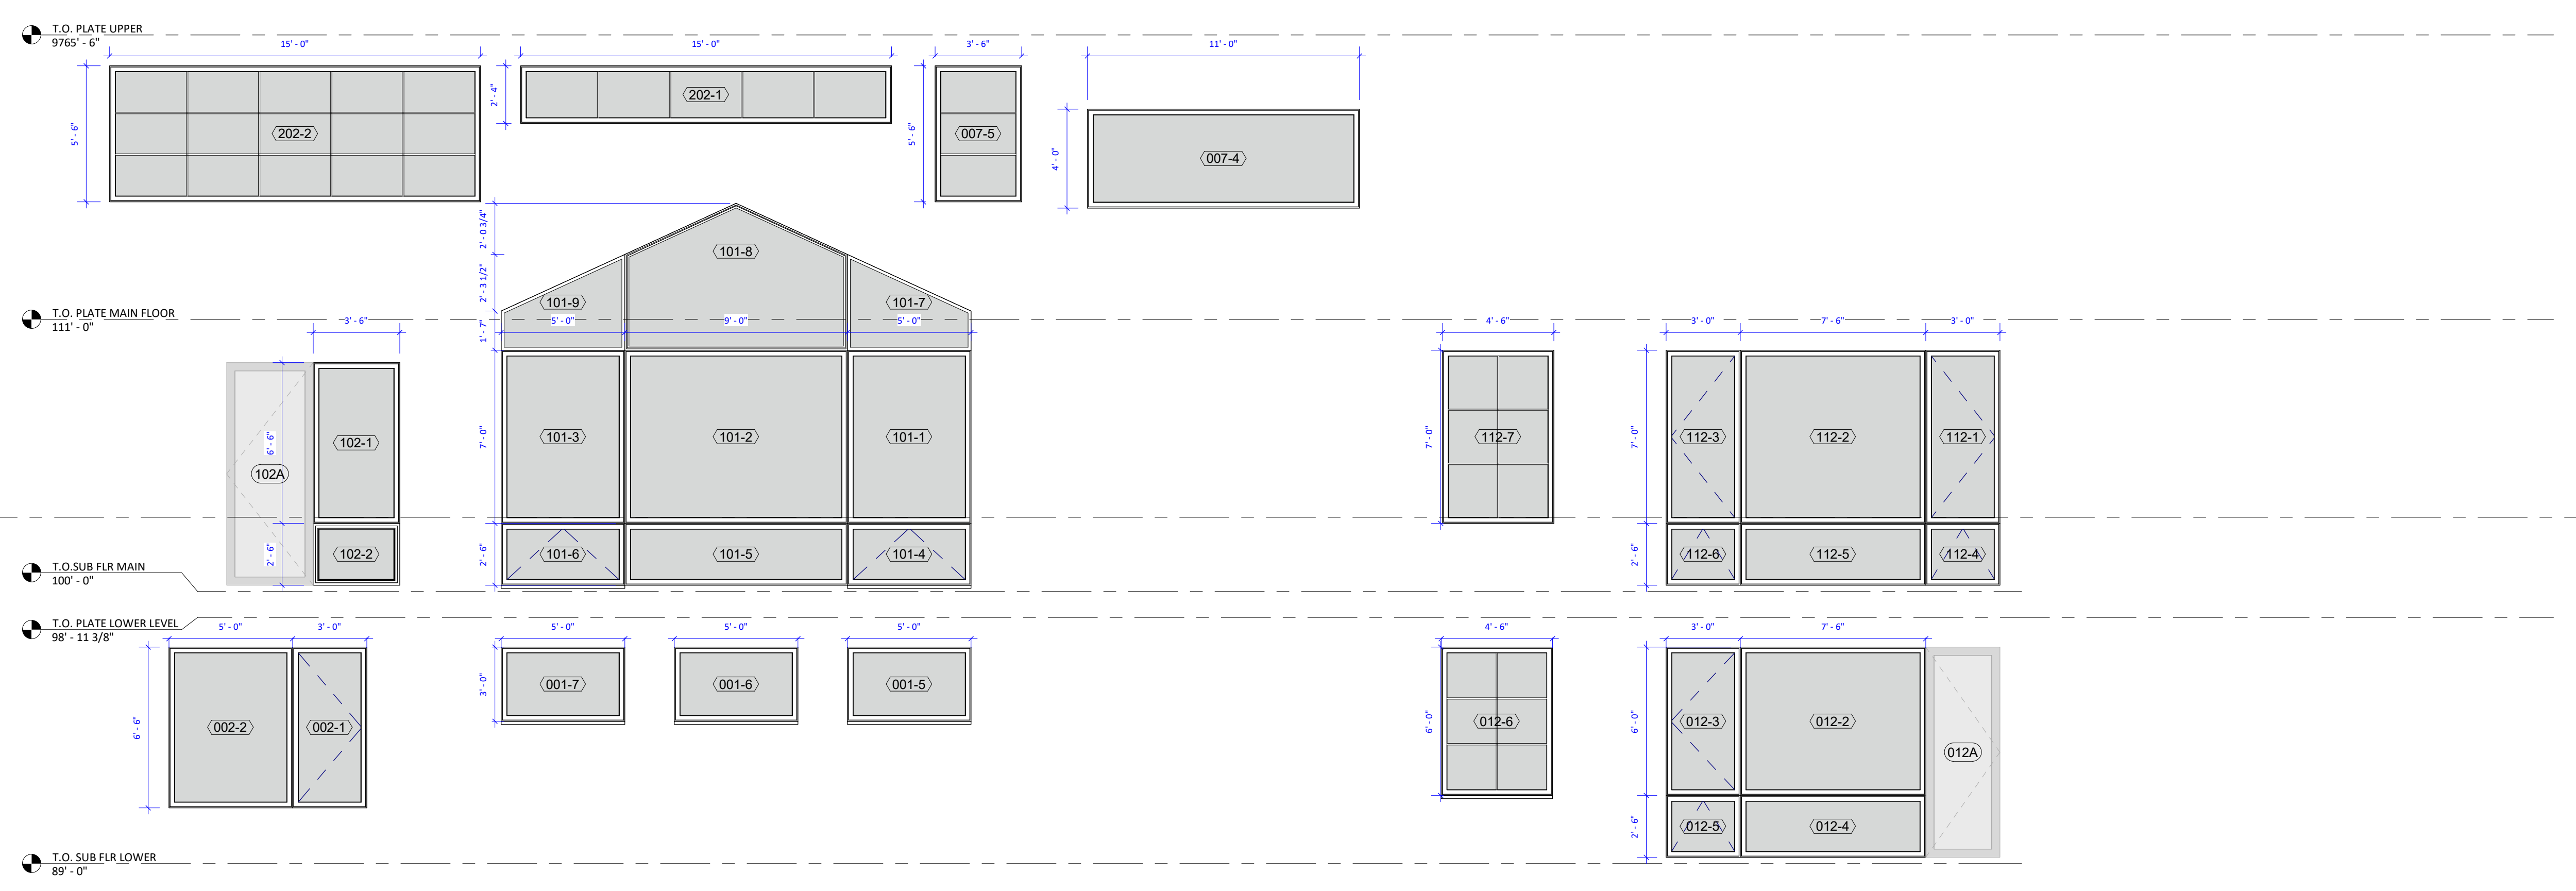 T.O. PLATE UPPER
9765' - 6"
15' - 0"
15' - 0"
3' - 6"
11' - 0"
5' - 6"
202-2
2' - 4"
202-1
5' - 6"
007-5
4' - 0"
007-4
2' - 0 3/4"
101-8
2' - 3 1/2"
101-9
101-7
T.O. PLATE MAIN FLOOR
111' - 0"
3' - 6"
1' - 7"
5' - 0"
9' - 0"
5' - 0"
4' - 6"
3' - 0"
7' - 6"
3' - 0"
6' - 6"
102-1
102A
7' - 0"
101-3
101-2
101-1
7' - 0"
112-7
7' - 0"
112-3
112-2
112-1
2' - 6"
102-2
2' - 6"
101-6
101-5
101-4
2' - 6"
112-6
112-5
112-4
T.O.SUB FLR MAIN
100' - 0"
T.O. PLATE LOWER LEVEL
98' - 11 3/8"
5' - 0"
3' - 0"
5' - 0"
5' - 0"
5' - 0"
4' - 6"
3' - 0"
7' - 6"
6' - 6"
002-2
002-1
3' - 0"
001-7
001-6
001-5
6' - 0"
012-6
6' - 0"
012-3
012-2
012A
2' - 6"
012-5
012-4
T.O. SUB FLR LOWER
89' - 0"